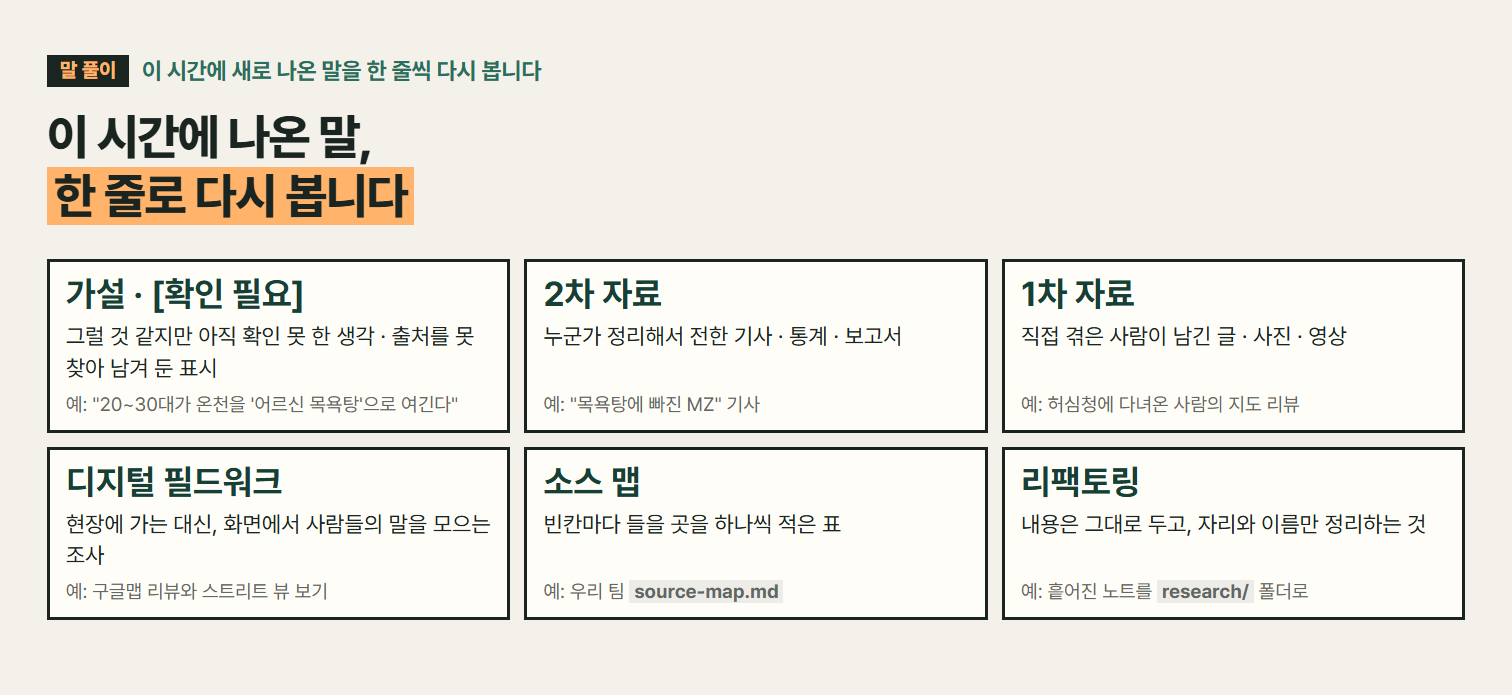 말 풀이 이 시간에 새로 나온 말을 한 줄씩 다시 봅니다
이 시간에 나온 말,
한 줄로 다시 봅니다
가설 · [확인 필요]
그럴 것 같지만 아직 확인 못 한 생각 · 출처를 못
찾아 남겨 둔 표시
예: "20~30대가 온천을 '어르신 목욕탕'으로 여긴다"
2차 자료
누군가 정리해서 전한 기사 · 통계 · 보고서
예: "목욕탕에 빠진 MZ" 기사
1차 자료
직접 겪은 사람이 남긴 글 · 사진 · 영상
예: 허심청에 다녀온 사람의 지도 리뷰
디지털 필드워크
현장에 가는 대신, 화면에서 사람들의 말을 모으는
조사
예: 구글맵 리뷰와 스트리트 뷰 보기
소스 맵
빈칸마다 들을 곳을 하나씩 적은 표
예: 우리 팀 source-map.md
리팩토링
내용은 그대로 두고, 자리와 이름만 정리하는 것
예: 흩어진 노트를 research/ 폴더로